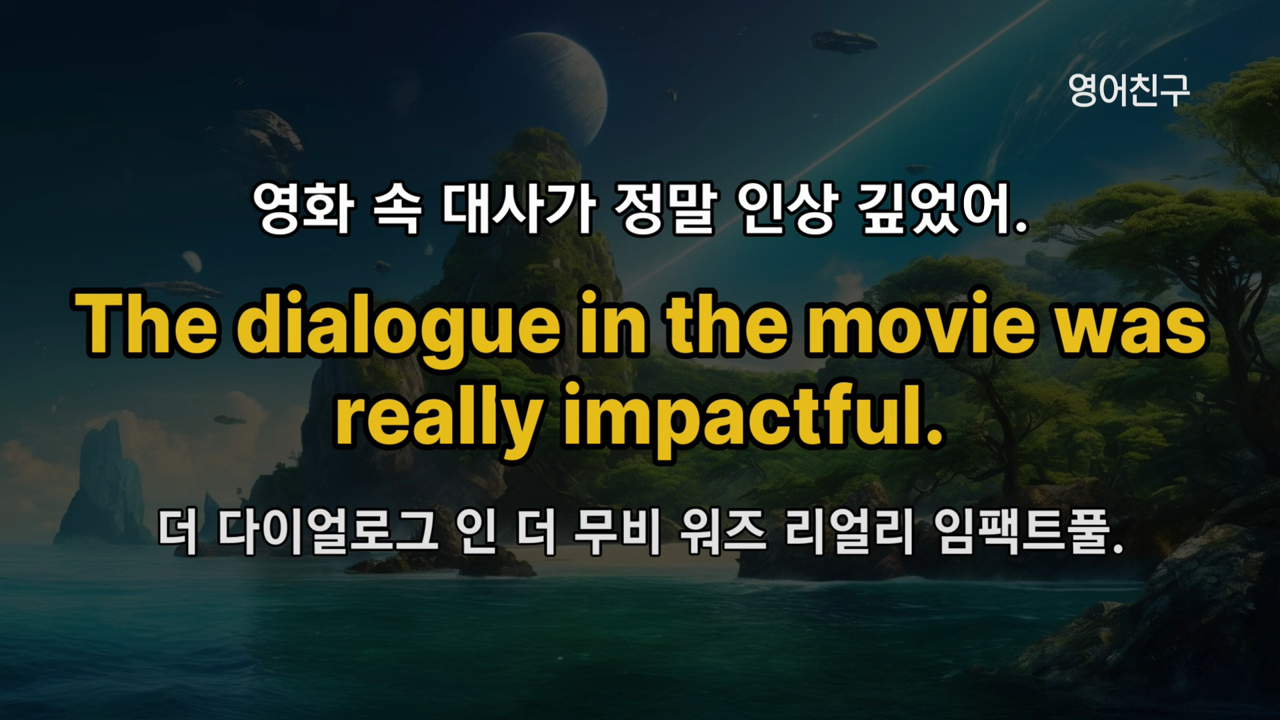 영어친구
영화 속 대사가 정말 인상 깊었어.
The dialogue in the movie was
really impactful.
더 다이얼로그 인 더 무비 워즈 리얼리 임팩트풀.